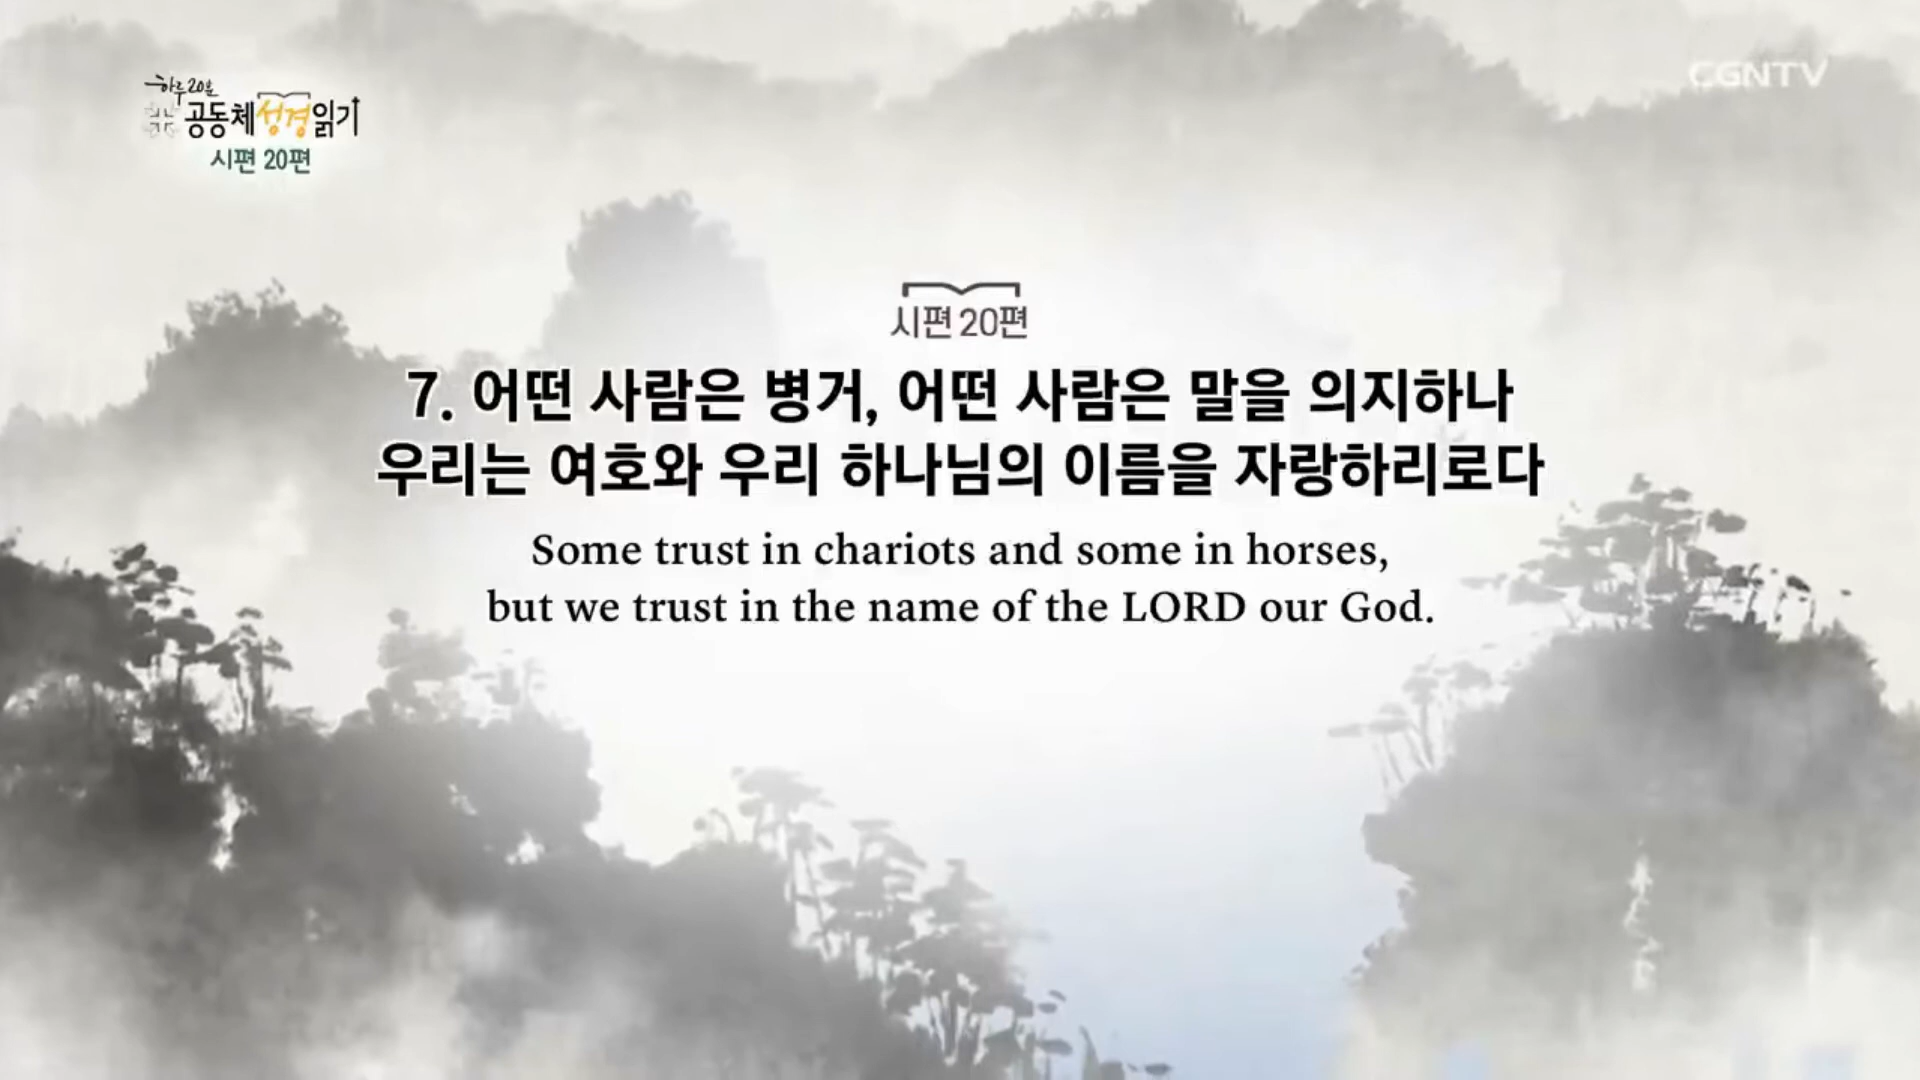 하루 20분
공동체성경읽기
시편 20편
CGNTV
시편 20편
7. 어떤 사람은 병거, 어떤 사람은 말을 의지하나
우리는 여호와 우리 하나님의 이름을 자랑하리로다
Some trust in chariots and some in horses,
but we trust in the name of the LORD our God.